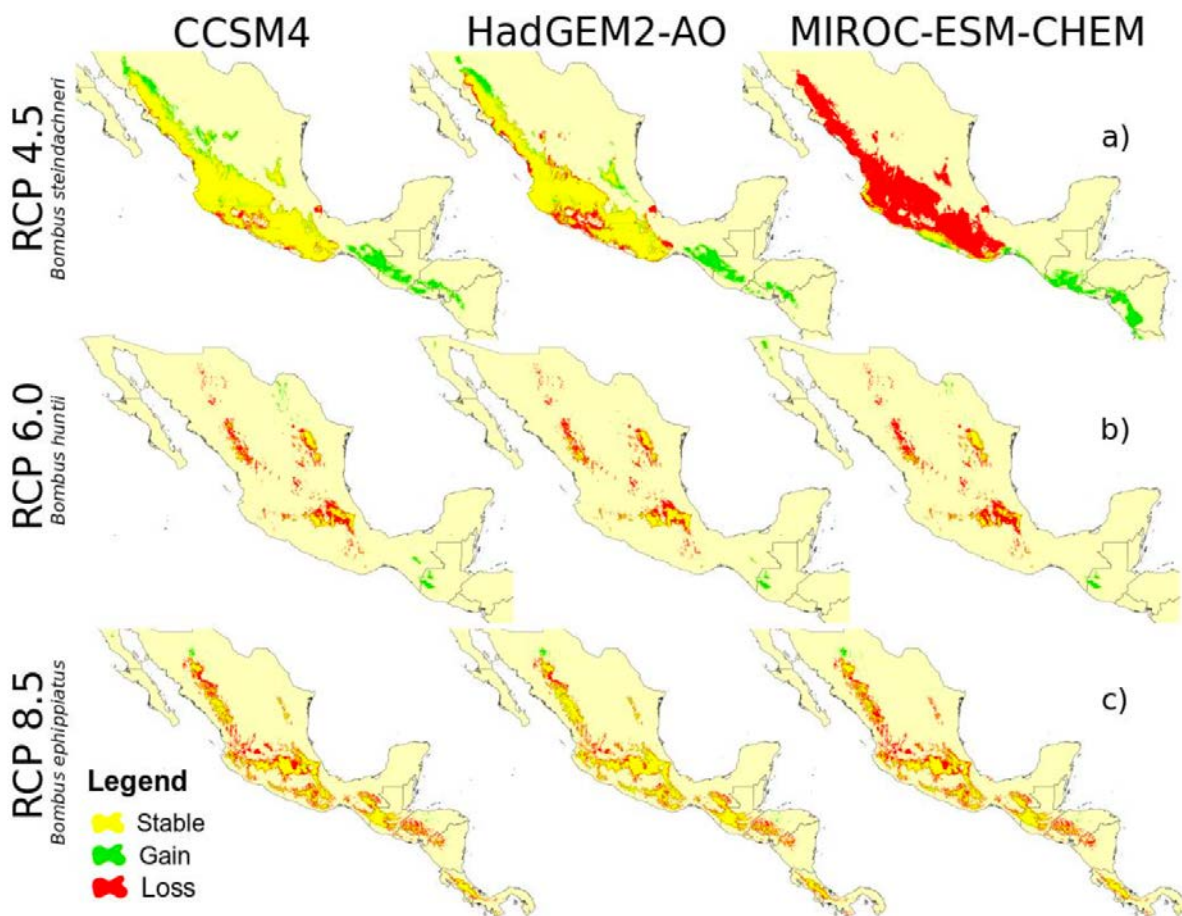 CCSM4
HadGEM2-AO
MIROC-ESM-CHEM
RCP 4.5
Bombus steindachneri
a)
RCP 6.0
Bombus huntii
b)
RCP 8.5
Bombus ephippiatus
c)
Legend
Stable
Gain
Loss